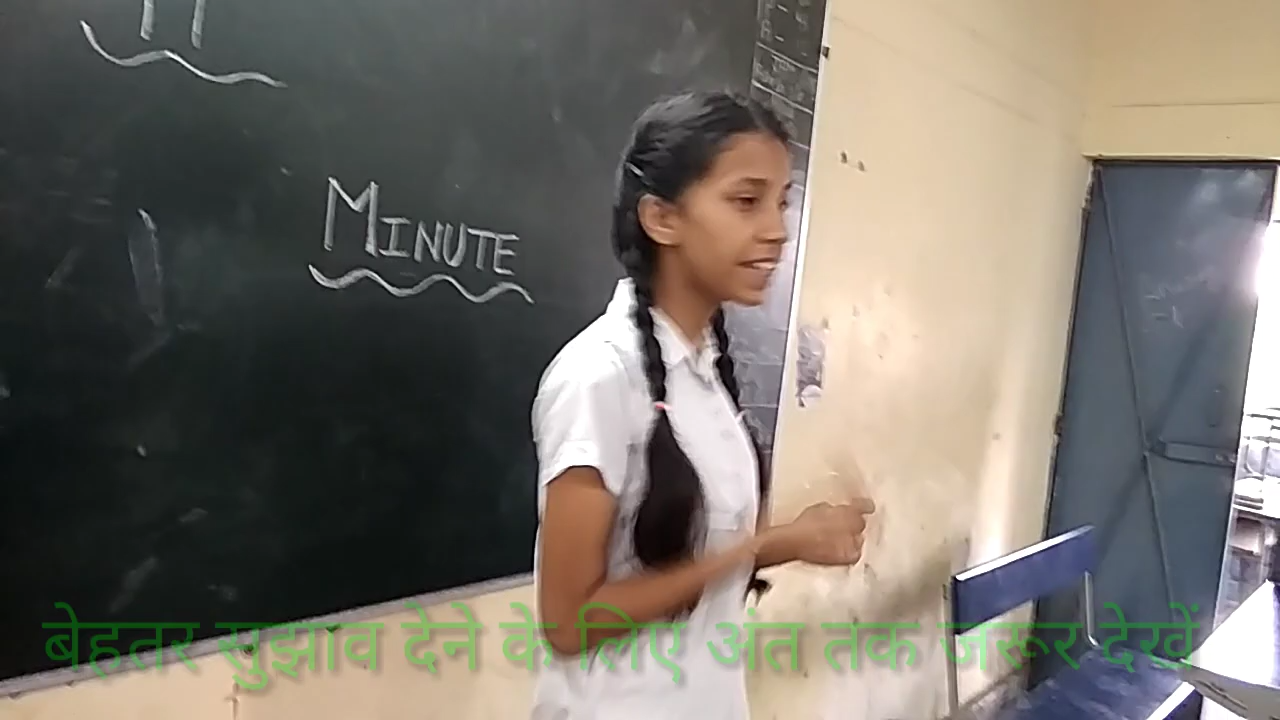 MINUTE
बेहतर सुझाव देने के लिए अंत तक जरूर देखें